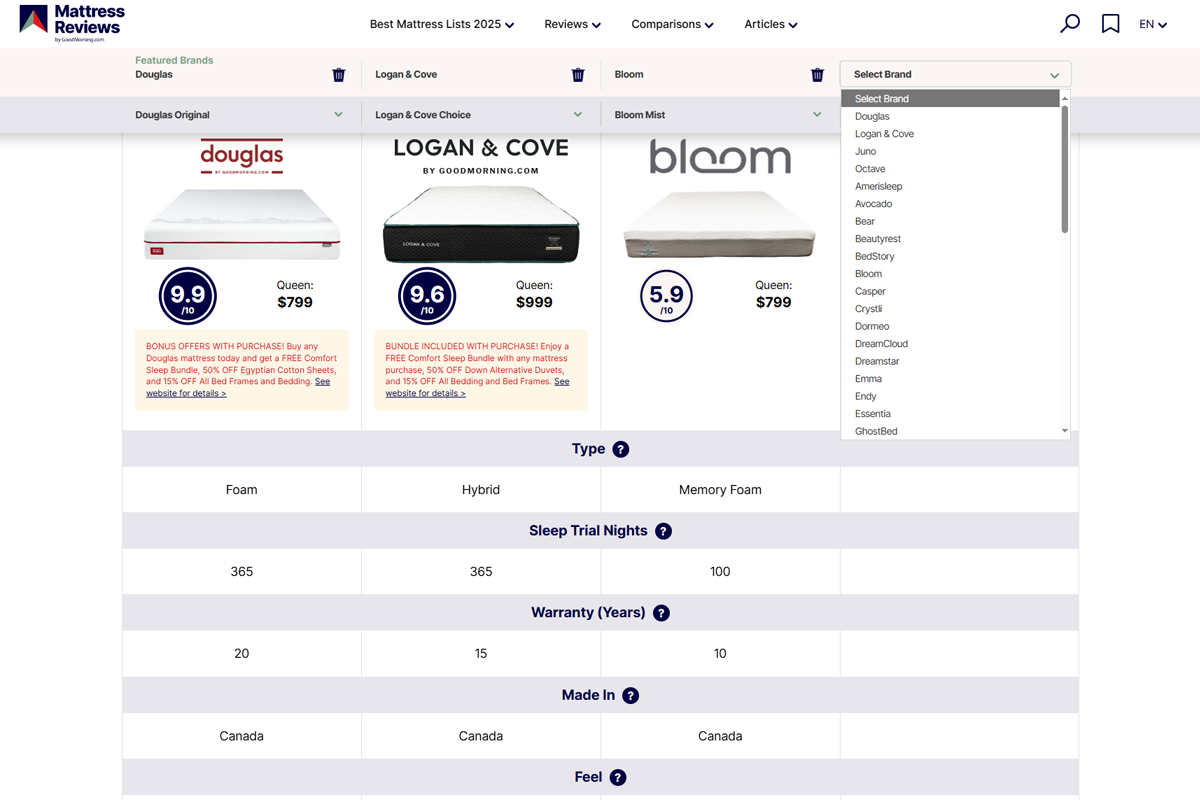 Mattress
Reviews
by GoodMorning.com
Best Mattress Lists 2025
Reviews
Comparisons
Articles
EN
Featured Brands
Douglas
Logan & Cove
Bloom
Select Brand
Douglas Original
Logan & Cove Choice
Bloom Mist
Select Brand
Douglas
Logan & Cove
Juno
Octave
Amerisleep
Avocado
Bear
Beautyrest
BedStory
Bloom
Casper
Crystli
Dormeo
DreamCloud
Dreamstar
Emma
Endy
Essentia
GhostBed
douglas
BY GOODMORNING.COM
LOGAN & COVE
BY GOODMORNING.COM
bloom
LOGAN & COVE
9.9
/10
Queen:
$799
9.6
/10
Queen:
$999
5.9
/10
Queen:
$799
BONUS OFFERS WITH PURCHASE! Buy any
Douglas mattress today and get a FREE Comfort
Sleep Bundle, 50% OFF Egyptian Cotton Sheets,
and 15% OFF All Bed Frames and Bedding. See
website for details >
BUNDLE INCLUDED WITH PURCHASE! Enjoy a
FREE Comfort Sleep Bundle with any mattress
purchase, 50% OFF Down Alternative Duvets,
and 15% OFF All Bedding and Bed Frames. See
website for details >
Type ?
Foam
Hybrid
Memory Foam
Sleep Trial Nights ?
365
365
100
Warranty (Years) ?
20
15
10
Made In ?
Canada
Canada
Canada
Feel ?